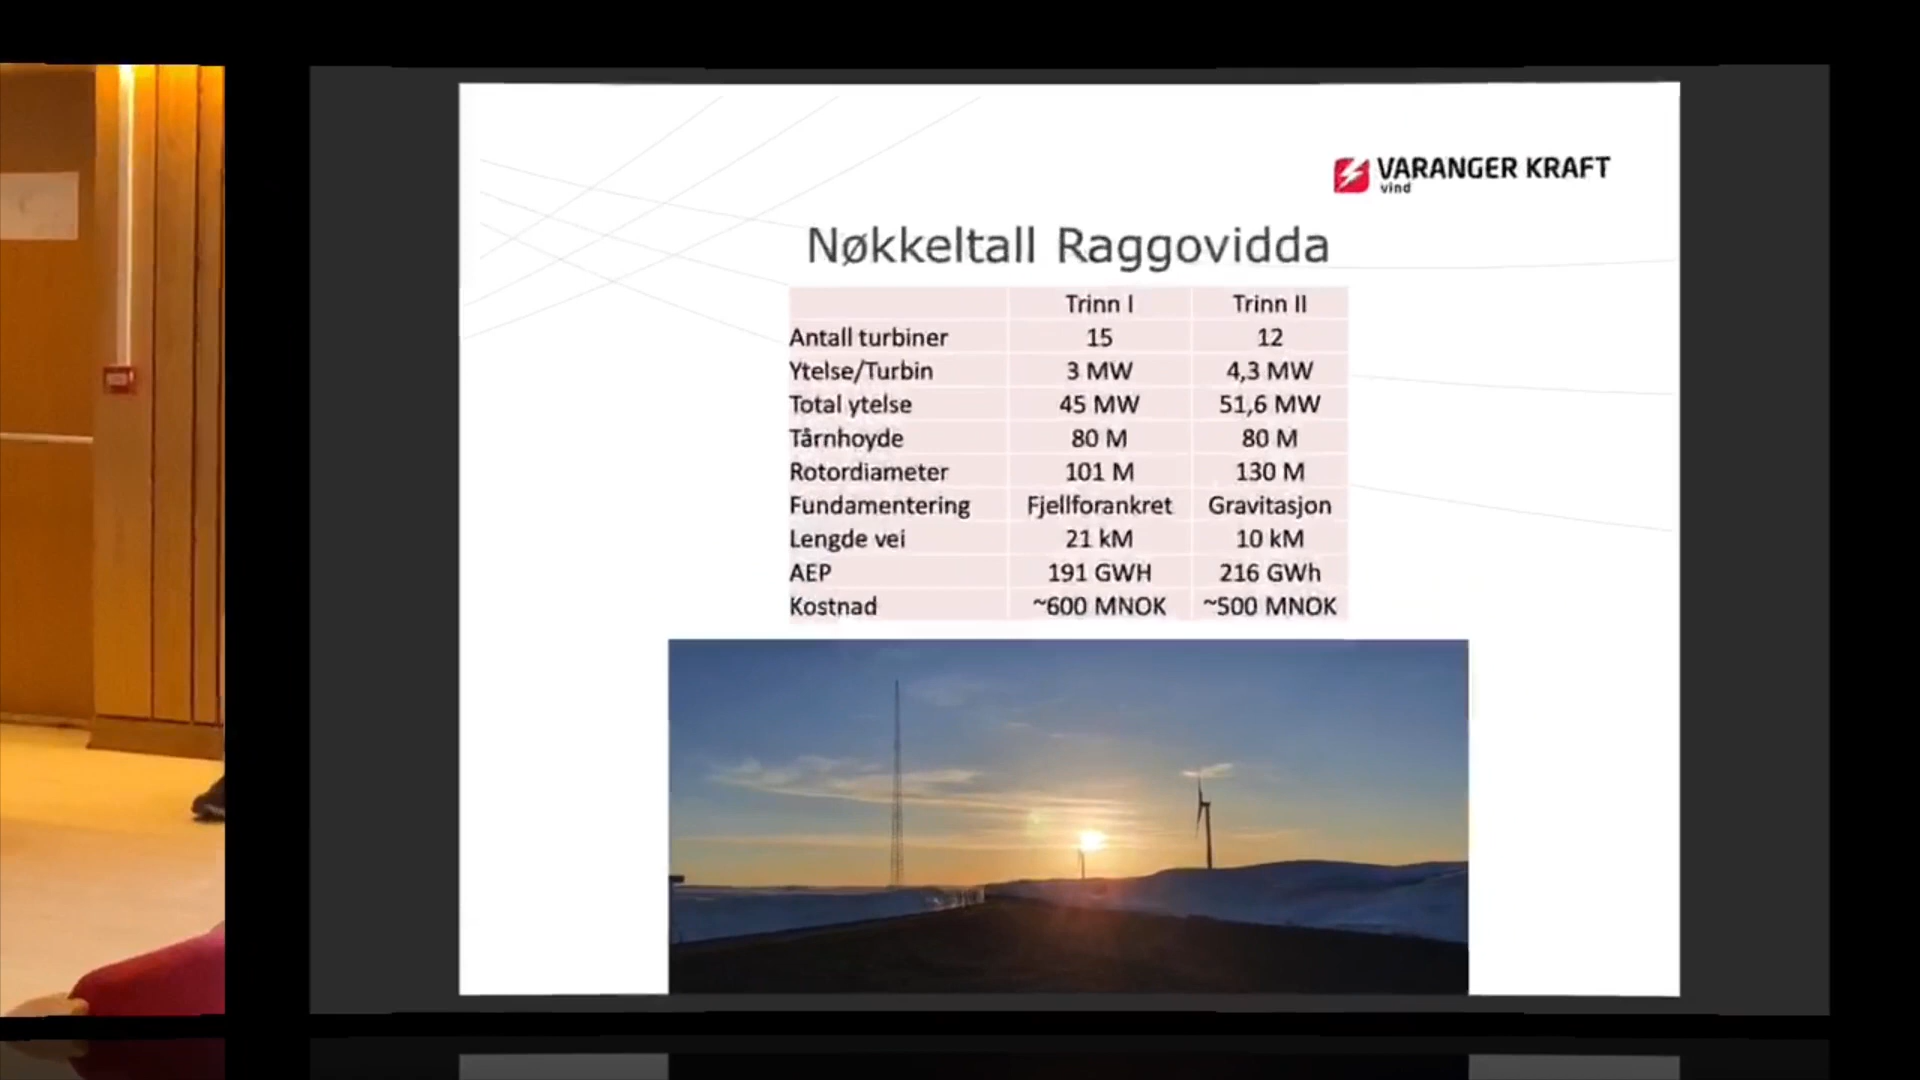 VARANGER KRAFT
vind
Nøkkeltall Raggovidda
Trinn I Trinn II
Antall turbiner 15 12
Ytelse/Turbin 3 MW 4,3 MW
Total ytelse 45 MW 51,6 MW
Tårnhoyde 80 M 80 M
Rotordiameter 101 M 130 M
Fundamentering Fjellforankret Gravitasjon
Lengde vei 21 kM 10 kM
AEP 191 GWH 216 GWh
Kostnad ~600 MNOK ~500 MNOK